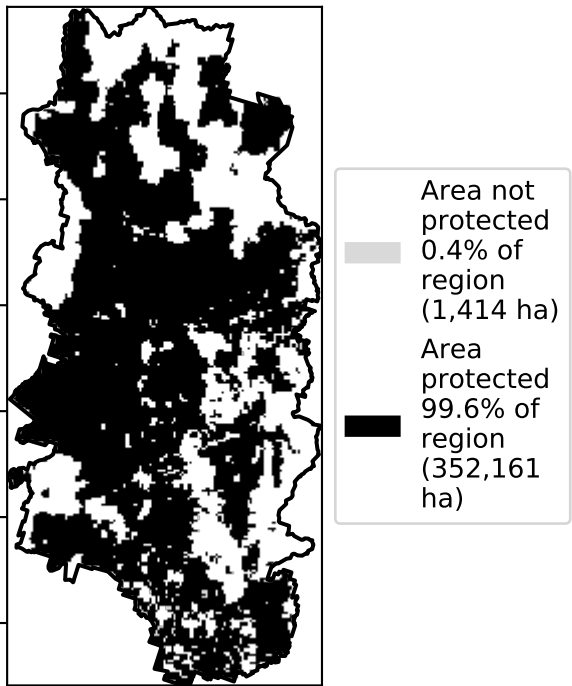 Area not
protected
0.4% of
region
(1,414 ha)
Area
protected
99.6% of
region
(352,161
ha)